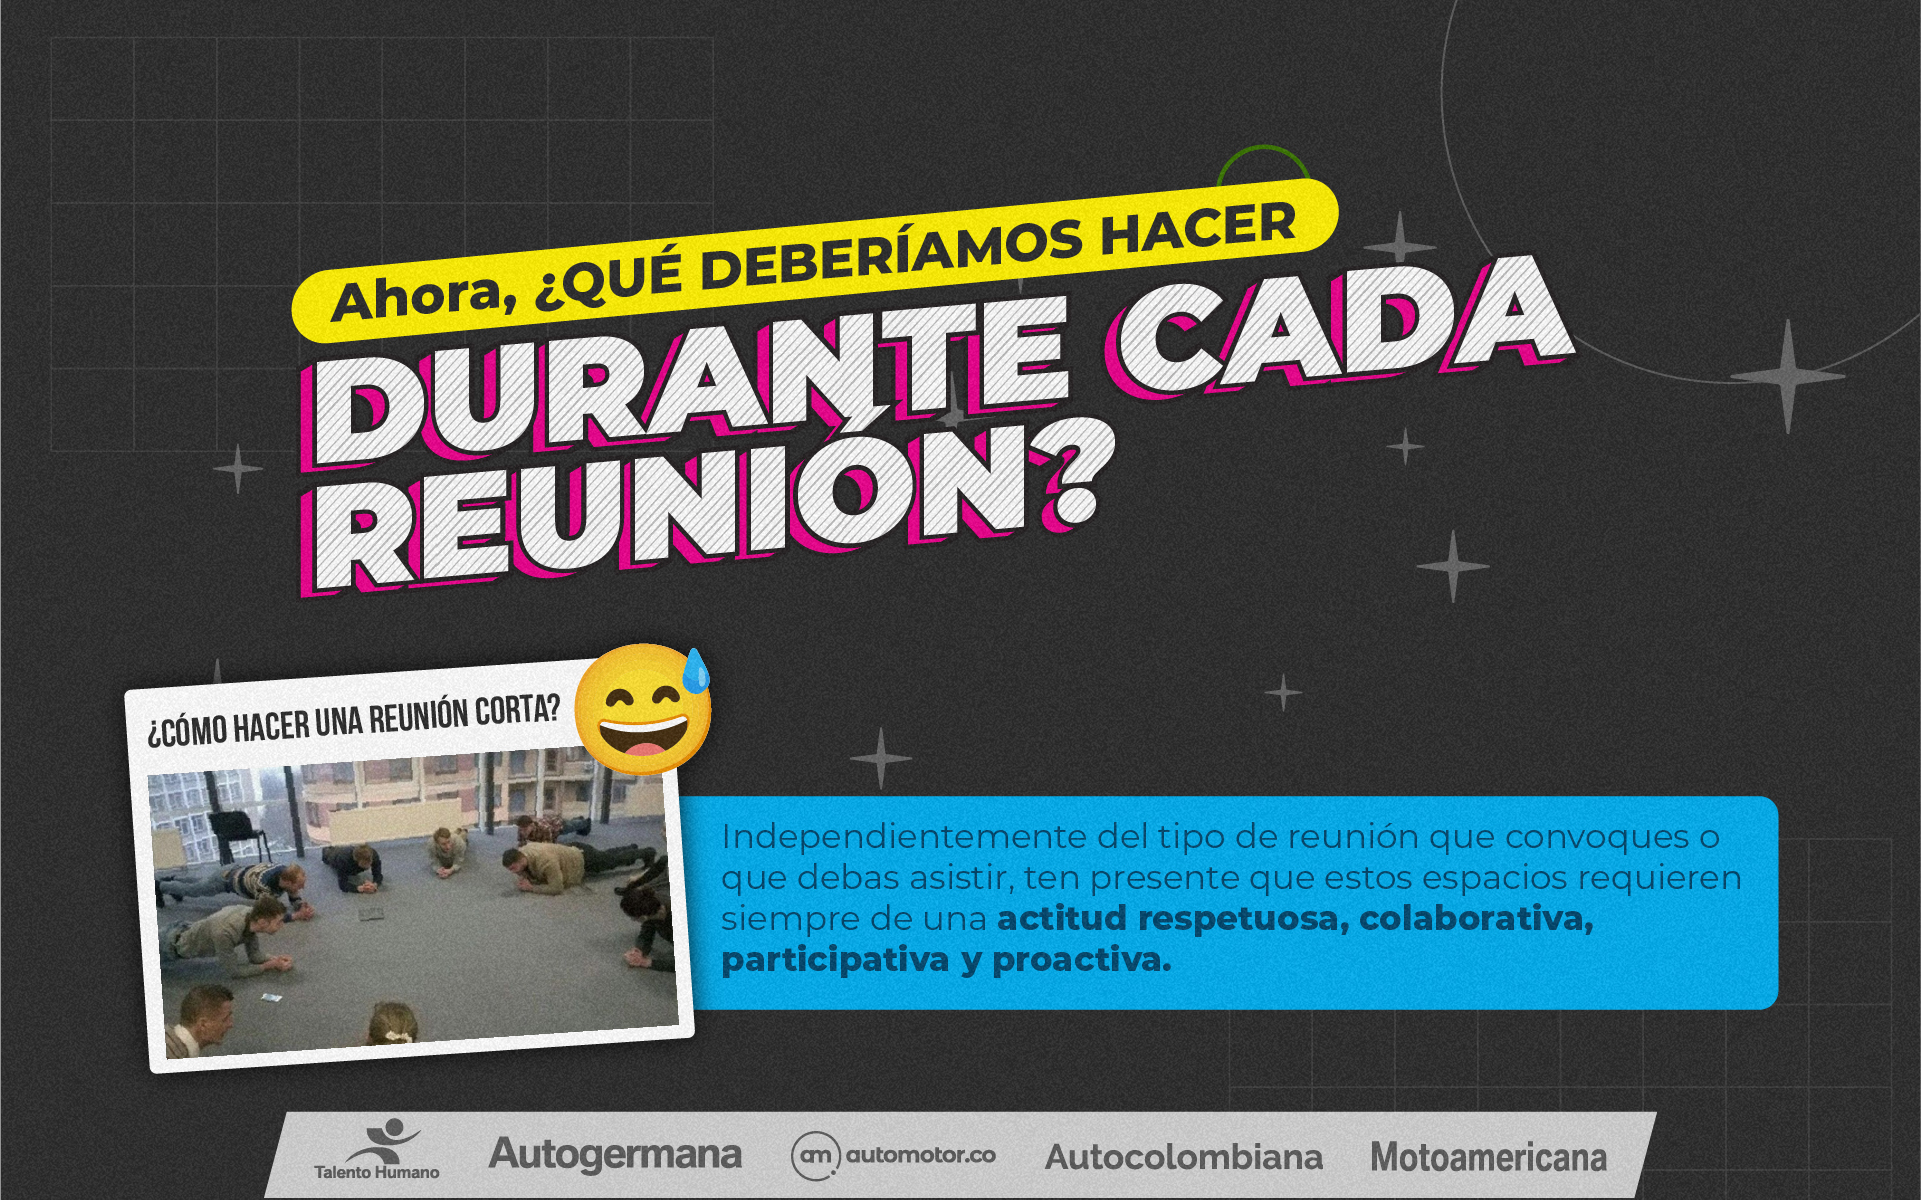 Ahora, ¿QUÉ DEBERÍAMOS HACER
DURANTE CADA
REUNIÓN?
¿CÓMO HACER UNA REUNIÓN CORTA?
Independientemente del tipo de reunión que convoques o
que debas asistir, ten presente que estos espacios requieren
siempre de una actitud respetuosa, colaborativa,
participativa y proactiva.
Talento Humano
Autogermana
am automotor.co
Autocolombiana
Motoamericana